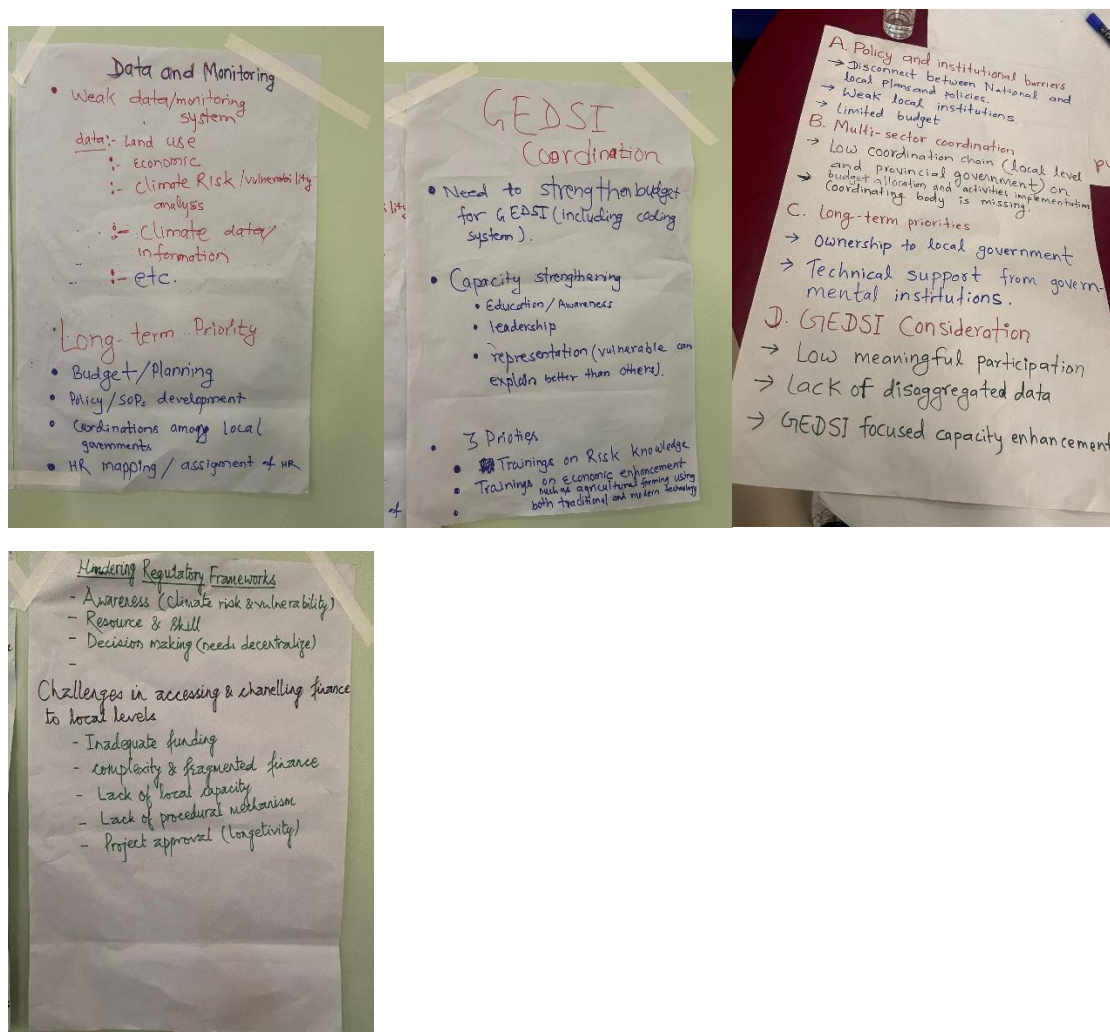 Data and Monitoring
• Weak data/monitoring
system
data:- Land use
:- Economic
:- Climate Risk/vulnerability
analysis
:- Climate data/
information
:- etc.
Long-term Priority
• Budget/Planning
• Policy/SOPs development
• Coordinations among local
governments
• HR mapping/assignment of HR
GEDSI
Coordination
• Need to strengthen budget
for GEDSI (including coding
system).
• Capacity strengthering
• Education/Awareness
• leadership
• representation (vulnerable can
explain better than others).
3 Prioties
• Trainings on Risk knowledge
• Trainings on economic enhancement
such as agricultural farming using
both traditional and modern technology
•
A. Policy and institutional barriers
→ Disconnect between National and
local plans and policies.
→ Weak local institutions.
→ Limited budget
B. Multi-sector coordination
→ Low coordination chain (local level
and provincial government) on
budget allocation and activities implementation
→ Coordinating body is missing.
C. Long-term priorities
→ Ownership to local government
→ Technical support from govern-
mental institutions.
D. GEDSI Consideration
→ Low meaningful participation
→ Lack of disaggregated data
→ GEDSI focused capacity enhancement
Hindering Regulatory Frameworks
- Awareness (Climate risk & vulnerability)
- Resource & Skill
- Decision making (needs decentralize)
-
Challenges in accessing & chanelling finance
to local levels
- Inadequate funding
- complexity & fragmented finance
- Lack of local capacity
- Lack of procedural mechanism
- Project approval (longetivity)